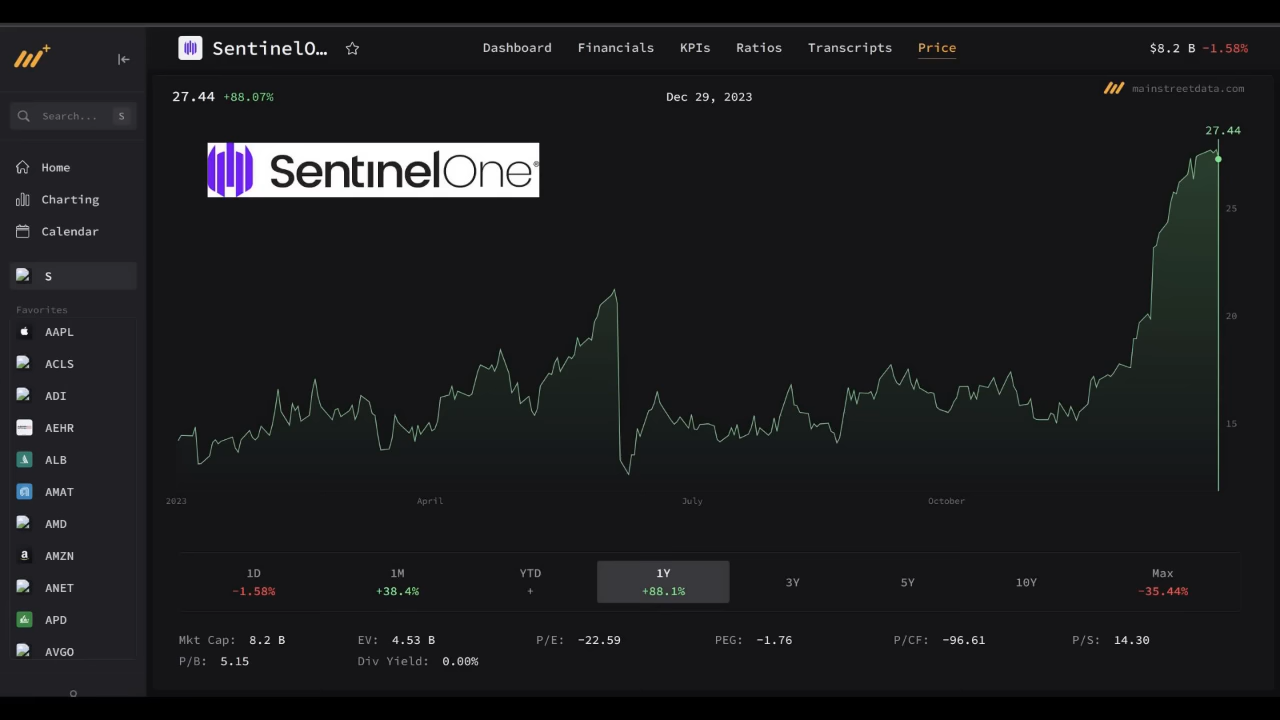 SentinelO…
Dashboard Financials KPIs Ratios Transcripts Price
$8.2 B -1.58%
Search... S
Home
Charting
Calendar
S
Favorites
AAPL
ACLS
ADI
AEHR
ALB
AMAT
AMD
AMZN
ANET
APD
AVGO
27.44 +88.07%
Dec 29, 2023
mainstreetdata.com
SentinelOne®
27.44
25
20
15
2023 April July October
1D 1M YTD 1Y 3Y 5Y 10Y Max
-1.58% +38.4% + +88.1% -35.44%
Mkt Cap: 8.2 B EV: 4.53 B P/E: -22.59 PEG: -1.76 P/CF: -96.61 P/S: 14.30
P/B: 5.15 Div Yield: 0.00%